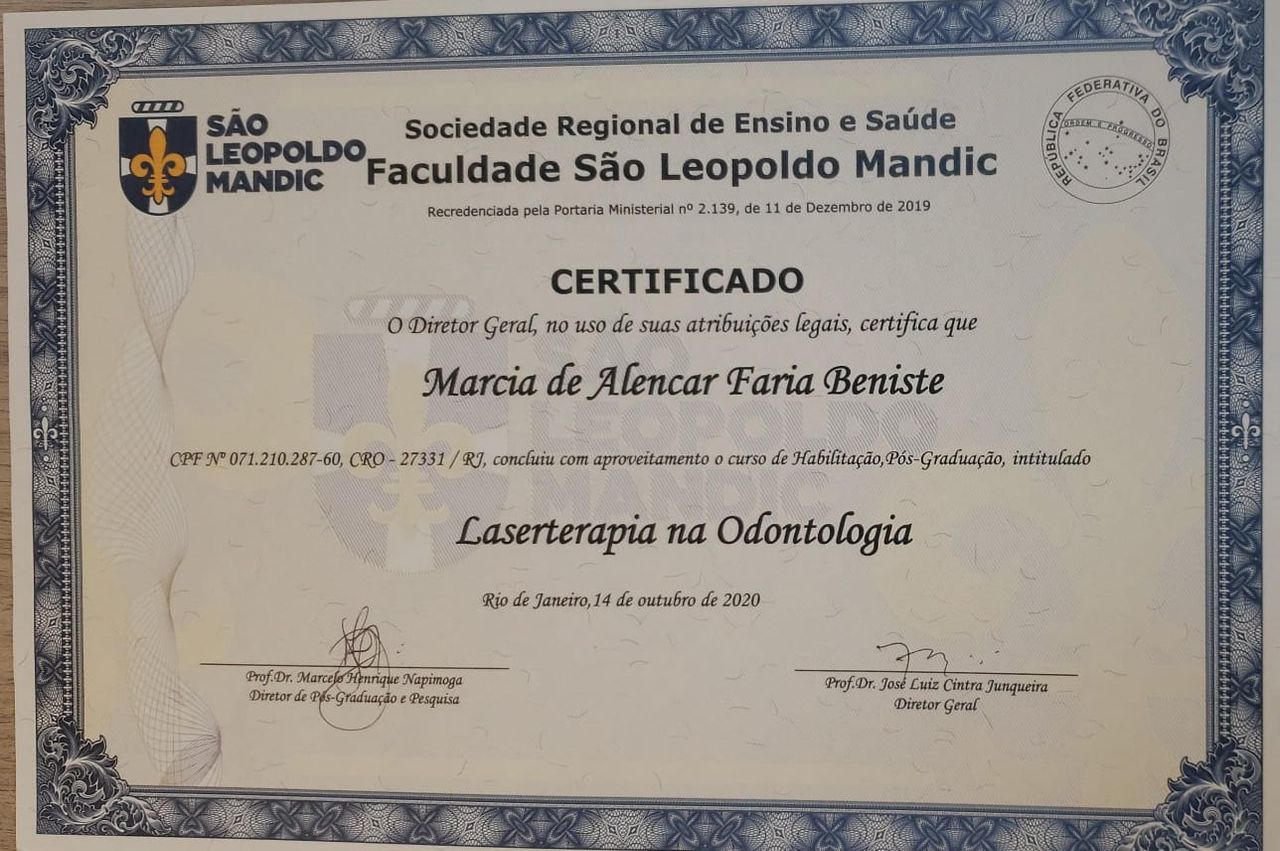 SÃO
LEOPOLDO
MANDIC
Sociedade Regional de Ensino e Saúde
Faculdade São Leopoldo Mandic
Recredenciada pela Portaria Ministerial nº 2.139, de 11 de Dezembro de 2019
REPÚBLICA FEDERATIVA DO BRASIL
ORDEM E PROGRESSO
CERTIFICADO
O Diretor Geral, no uso de suas atribuições legais, certifica que
Marcia de Alencar Faria Beniste
SÃO
LEOPOLDO
MANDIC
CPF Nº 071.210.287-60, CRO - 27331 / RJ, concluiu com aproveitamento o curso de Habilitação,Pós-Graduação, intitulado
Laserterapia na Odontologia
Rio de Janeiro,14 de outubro de 2020
Prof.Dr. Marcelo Henrique Napimoga
Diretor de Pós-Graduação e Pesquisa
Prof.Dr. José Luiz Cintra Junqueira
Diretor Geral